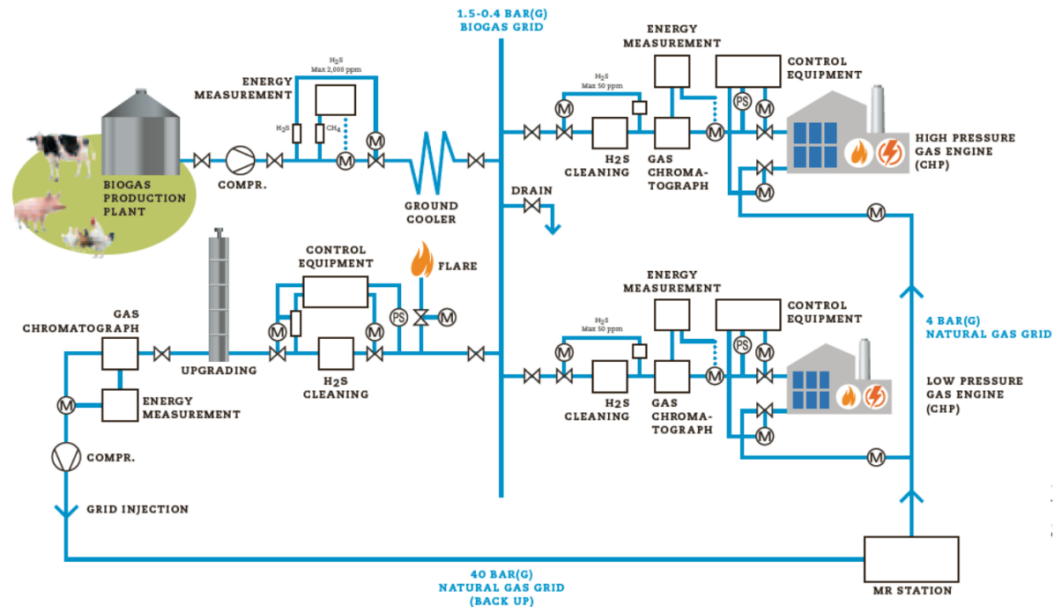 1.5-0.4 BAR(G)
BIOGAS GRID
H₂S
Max 2,000 ppm
ENERGY
MEASUREMENT
H₂S
CH₄
M
M
BIOGAS
PRODUCTION
PLANT
COMPR.
GROUND
COOLER
DRAIN
ENERGY
MEASUREMENT
CONTROL
EQUIPMENT
H₂S
Max 50 ppm
M
PS
M
M
H2S
CLEANING
GAS
CHROMA-
TOGRAPH
M
M
HIGH PRESSURE
GAS ENGINE
(CHP)
CONTROL
EQUIPMENT
FLARE
M
M
PS
M
GAS
CHROMATOGRAPH
UPGRADING
H2S
CLEANING
M
ENERGY
MEASUREMENT
COMPR.
GRID INJECTION
ENERGY
MEASUREMENT
CONTROL
EQUIPMENT
H₂S
Max 50 ppm
M
PS
M
M
H2S
CLEANING
GAS
CHROMA-
TOGRAPH
M
M
LOW PRESSURE
GAS ENGINE
(CHP)
4 BAR(G)
NATURAL GAS GRID
40 BAR(G)
NATURAL GAS GRID
(BACK UP)
MR STATION